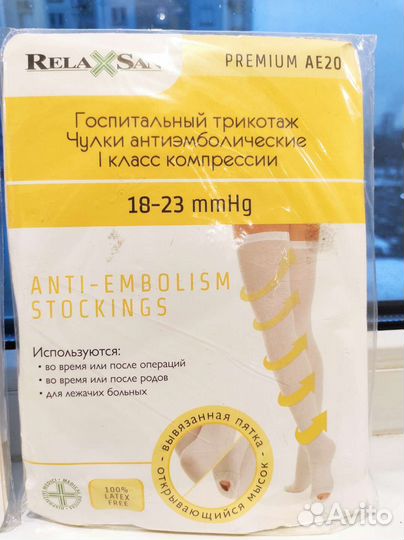 RELAXSAN
PREMIUM AE20
Госпитальный трикотаж
Чулки антиэмболические
I класс компрессии
18-23 mmHg
ANTI-EMBOLISM
STOCKINGS
Используются:
• во время или после операций
• во время или после родов
• для лежачих больных
вывязанная пятка -
открывающийся мысок -
100%
LATEX
FREE
Avito